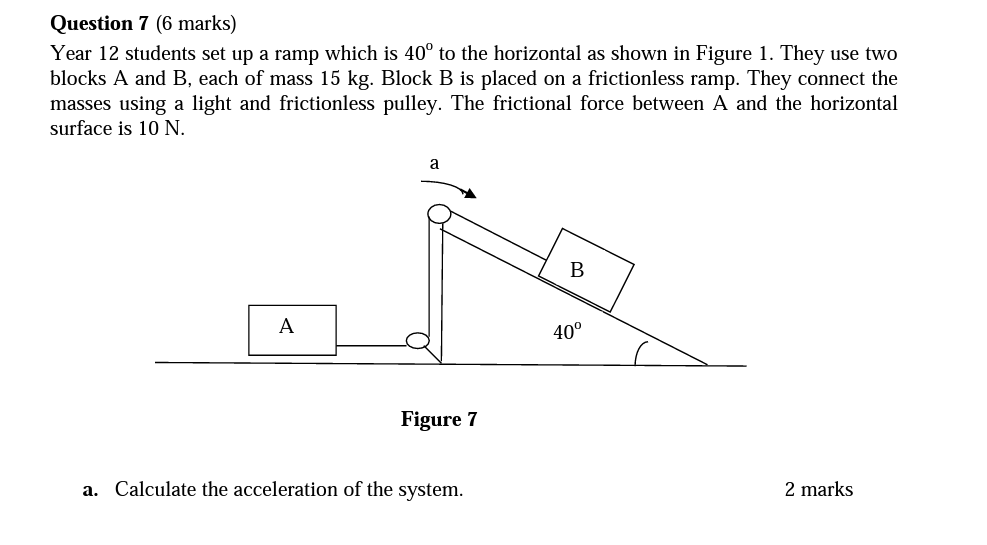 Question 7 (6 marks)
Year 12 students set up a ramp which is 40⁰ to the horizontal as shown in Figure 1. They use two
blocks A and B, each of mass 15 kg. Block B is placed on a frictionless ramp. They connect the
masses using a light and frictionless pulley. The frictional force between A and the horizontal
surface is 10 N.
a
B
A
40⁰
Figure 7
a. Calculate the acceleration of the system. 2 marks